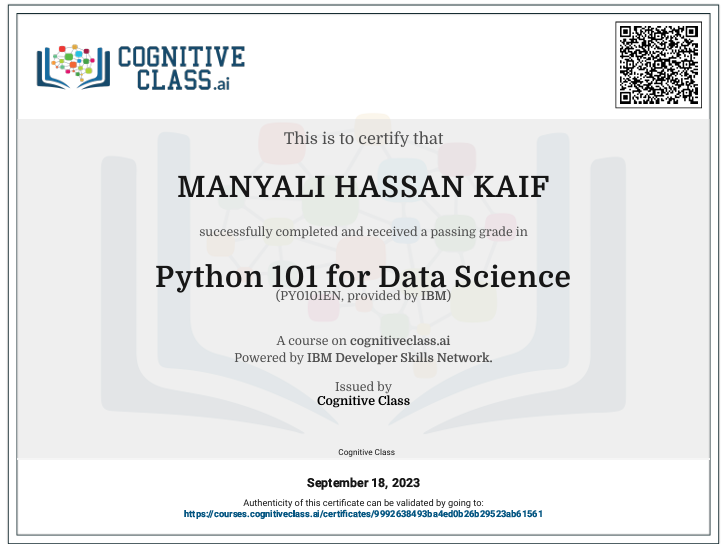 COGNITIVE
CLASS.ai
This is to certify that
MANYALI HASSAN KAIF
successfully completed and received a passing grade in
Python 101 for Data Science
(PY0101EN, provided by IBM)
A course on cognitiveclass.ai
Powered by IBM Developer Skills Network.
Issued by
Cognitive Class
Cognitive Class
September 18, 2023
Authenticity of this certificate can be validated by going to:
https://courses.cognitiveclass.ai/certificates/9992638493ba4ed0b26b29523ab61561